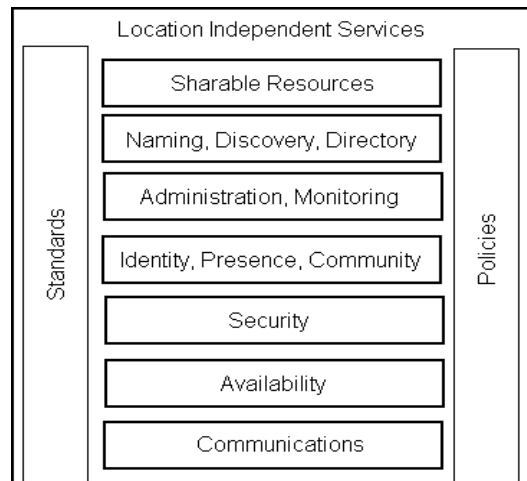 Location Independent Services
Sharable Resources
Naming, Discovery, Directory
Administration, Monitoring
Identity, Presence, Community
Security
Availability
Communications
Standards
Policies